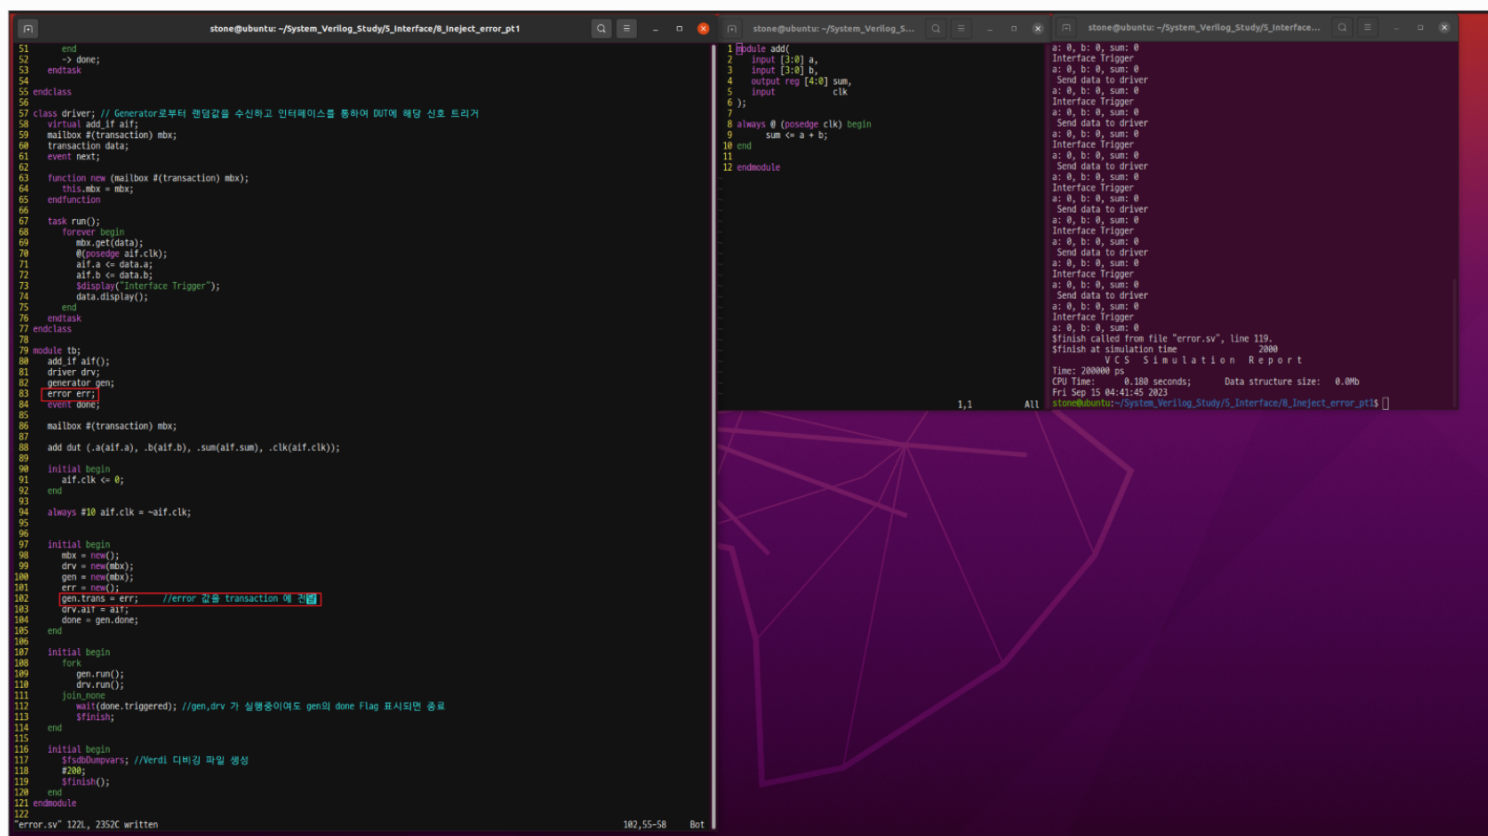 stone@ubuntu: ~/System_Verilog_Study/5_Interface/8_Ineject_error_pt1
51 end
52 -> done;
53 endtask
54
55 endclass
56
57 class driver; // Generator로부터 랜덤값을 수신하고 인터페이스를 통하여 DUT에 해당 신호 트리거
58 virtual add_if aif;
59 mailbox #(transaction) mbx;
60 transaction data;
61 event next;
62
63 function new (mailbox #(transaction) mbx);
64 this.mbx = mbx;
65 endfunction
66
67 task run();
68 forever begin
69 mbx.get(data);
70 @(posedge aif.clk);
71 aif.a <= data.a;
72 aif.b <= data.b;
73 $display("Interface Trigger");
74 data.display();
75 end
76 endtask
77 endclass
78
79 module tb;
80 add_if aif();
81 driver drv;
82 generator gen;
83 error err;
84 event done;
85
86 mailbox #(transaction) mbx;
87
88 add dut (.a(aif.a), .b(aif.b), .sum(aif.sum), .clk(aif.clk));
89
90 initial begin
91 aif.clk <= 0;
92 end
93
94 always #10 aif.clk = ~aif.clk;
95
96
97 initial begin
98 mbx = new();
99 drv = new(mbx);
100 gen = new(mbx);
101 err = new();
102 gen.trans = err; //error 값을 transaction 에 전달
103 drv.aif = aif;
104 done = gen.done;
105 end
106
107 initial begin
108 fork
109 gen.run();
110 drv.run();
111 join_none
112 wait(done.triggered); //gen,drv 가 실행중이여도 gen의 done Flag 표시되면 종료
113 $finish;
114 end
115
116 initial begin
117 $fsdbDumpvars; //Verdi 디비깅 파일 생성
118 #200;
119 $finish();
120 end
121 endmodule
122
"error.sv" 122L, 2352C written 102,55-58 Bot
stone@ubuntu: ~/System_Verilog_S...
1 module add(
2 input [3:0] a,
3 input [3:0] b,
4 output reg [4:0] sum,
5 input clk
6 );
7
8 always @ (posedge clk) begin
9 sum <= a + b;
10 end
11
12 endmodule
1,1 All
stone@ubuntu: ~/System_Verilog_Study/5_Interface...
a: 0, b: 0, sum: 0
Interface Trigger
a: 0, b: 0, sum: 0
Send data to driver
a: 0, b: 0, sum: 0
Interface Trigger
a: 0, b: 0, sum: 0
Send data to driver
a: 0, b: 0, sum: 0
Interface Trigger
a: 0, b: 0, sum: 0
Send data to driver
a: 0, b: 0, sum: 0
Interface Trigger
a: 0, b: 0, sum: 0
Send data to driver
a: 0, b: 0, sum: 0
Interface Trigger
a: 0, b: 0, sum: 0
Send data to driver
a: 0, b: 0, sum: 0
Interface Trigger
a: 0, b: 0, sum: 0
Send data to driver
a: 0, b: 0, sum: 0
Interface Trigger
a: 0, b: 0, sum: 0
$finish called from file "error.sv", line 119.
$finish at simulation time 2000
V C S S i m u l a t i o n R e p o r t
Time: 200000 ps
CPU Time: 0.180 seconds; Data structure size: 0.0Mb
Fri Sep 15 04:41:45 2023
stone@ubuntu:~/System_Verilog_Study/5_Interface/8_Ineject_error_pt1$